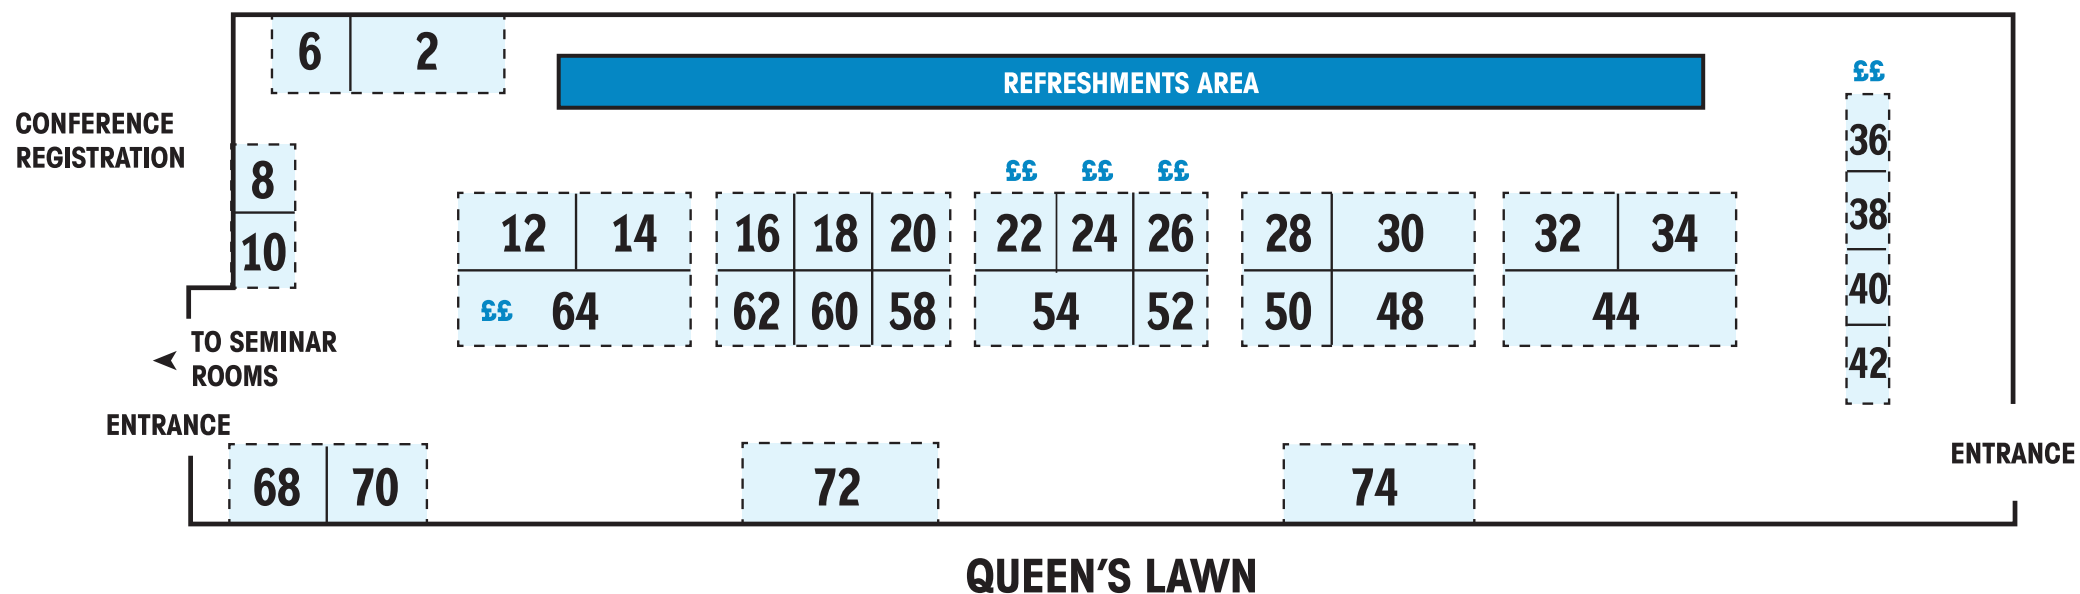 6 2
REFRESHMENTS AREA
££
CONFERENCE
REGISTRATION
36
8
££ ££ ££
38
12 14 16 18 20 22 24 26 28 30 32 34
10
40
££ 64 62 60 58 54 52 50 48 44
TO SEMINAR
ROOMS
42
ENTRANCE
ENTRANCE
68 70 72 74
QUEEN'S LAWN